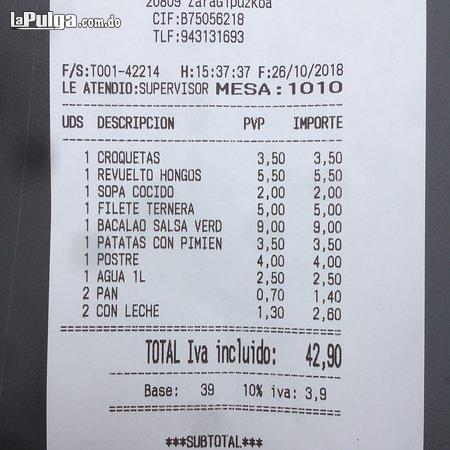 laPulga.com.do
20809 Zaragipuzkoa
CIF:B75056218
TLF:943131693
F/S:T001-42214 H:15:37:37 F:26/10/2018
LE ATENDIO:SUPERVISOR MESA:1010
UDS DESCRIPCION PVP IMPORTE
1 CROQUETAS 3,50 3,50
1 REVUELTO HONGOS 5,50 5,50
1 SOPA COCIDO 2,00 2,00
1 FILETE TERNERA 5,00 5,00
1 BACALAO SALSA VERD 9,00 9,00
1 PATATAS CON PIMIEN 3,50 3,50
1 POSTRE 4,00 4,00
1 AGUA 1L 2,50 2,50
2 PAN 0,70 1,40
2 CON LECHE 1,30 2,60
TOTAL Iva incluido: 42,90
Base: 39 10% iva: 3,9
***SUBTOTAL***